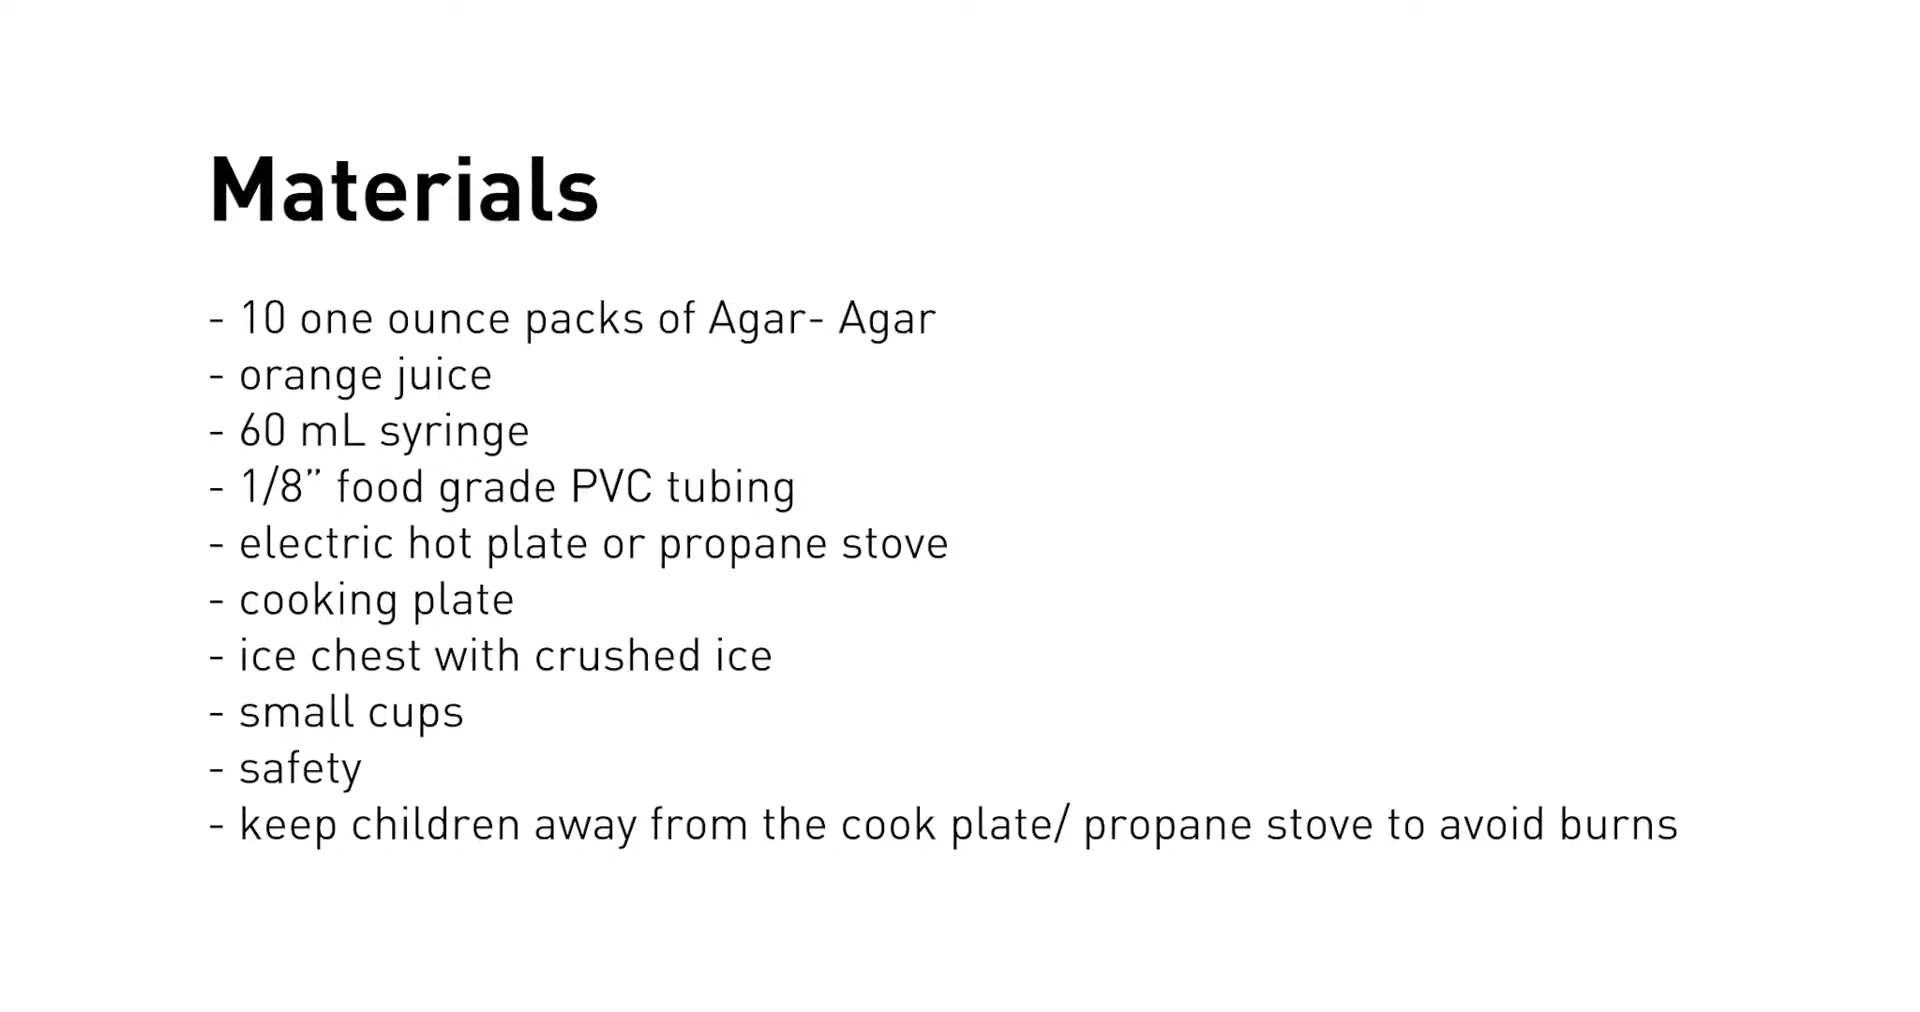 Materials
- 10 one ounce packs of Agar- Agar
- orange juice
- 60 mL syringe
- 1/8” food grade PVC tubing
- electric hot plate or propane stove
- cooking plate
- ice chest with crushed ice
- small cups
- safety
- keep children away from the cook plate/ propane stove to avoid burns